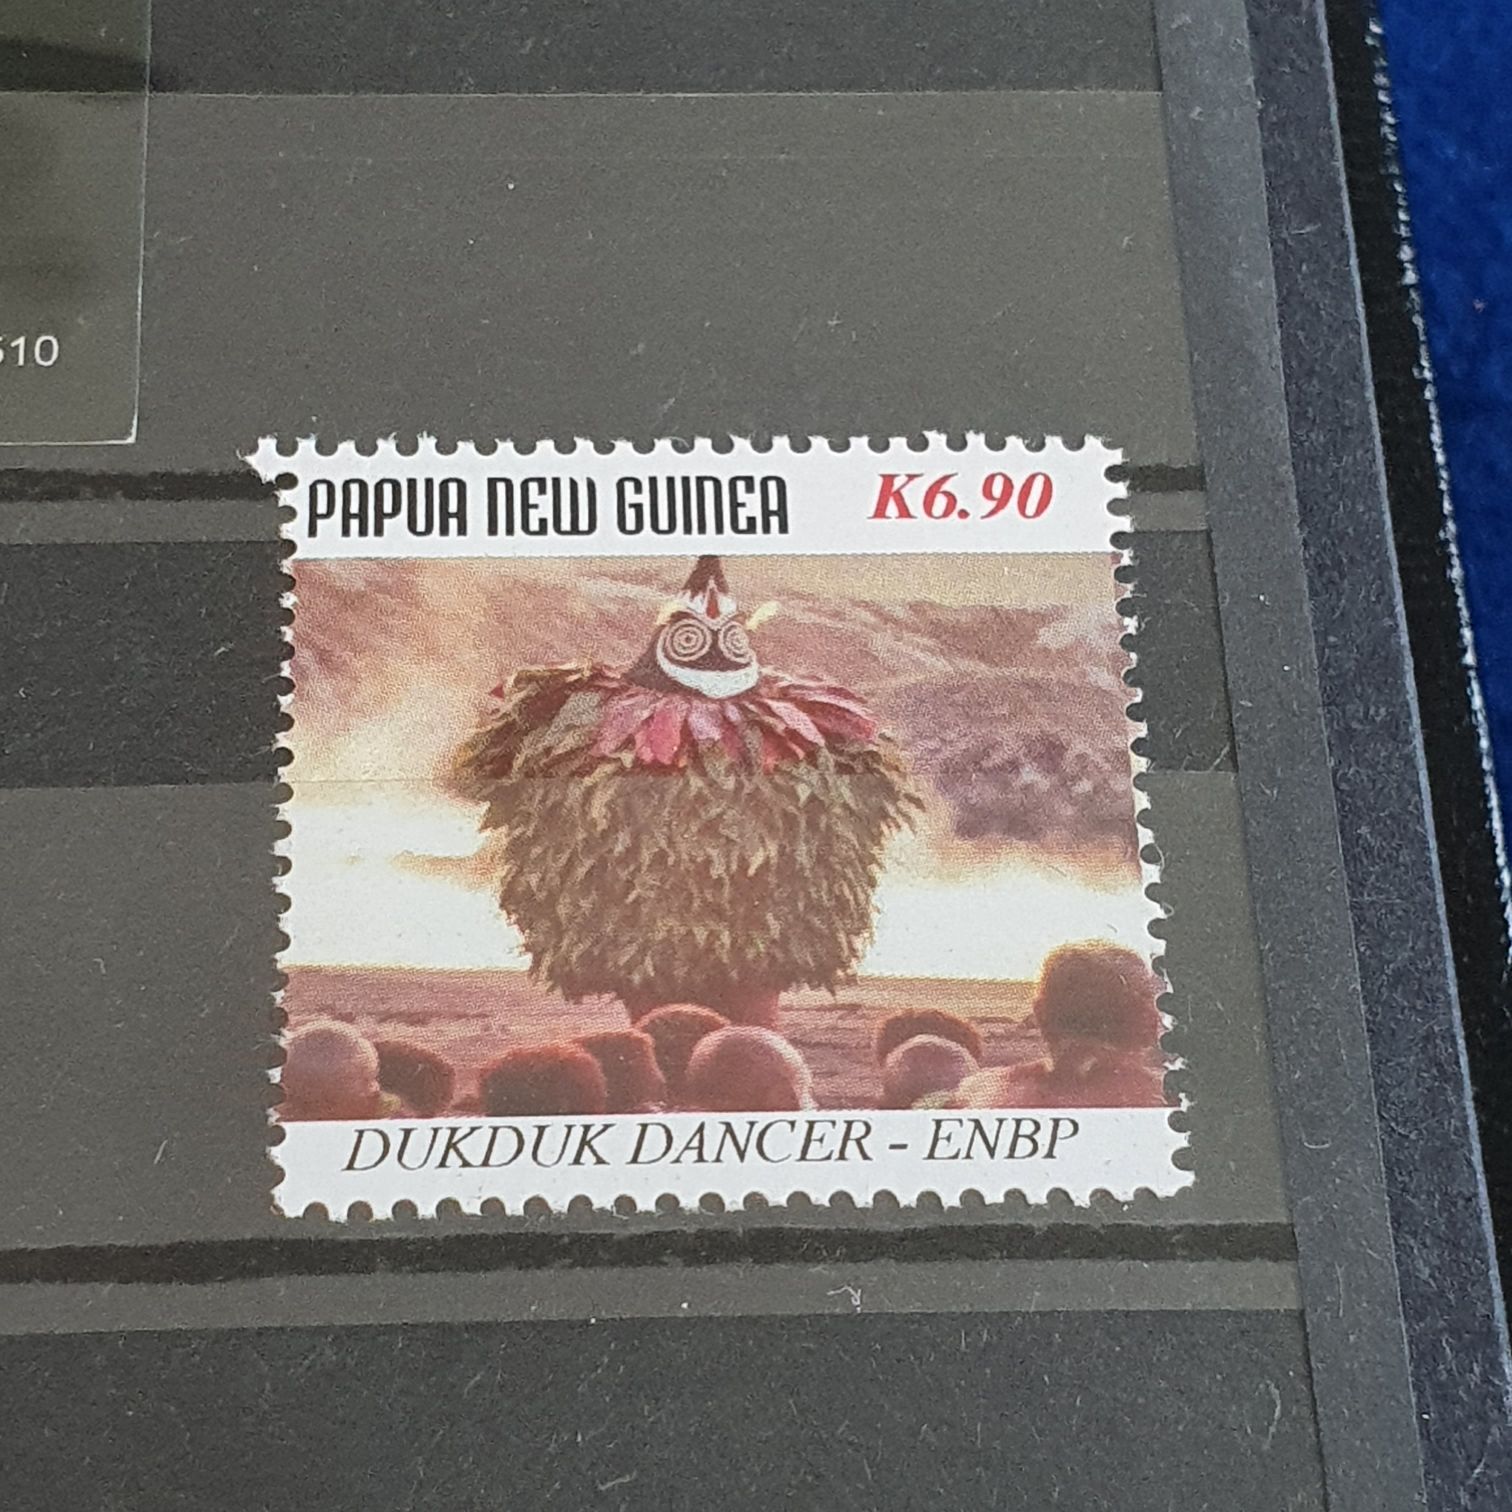 510
PAPUA NEW GUINEA K6.90
DUKDUK DANCER - ENBP